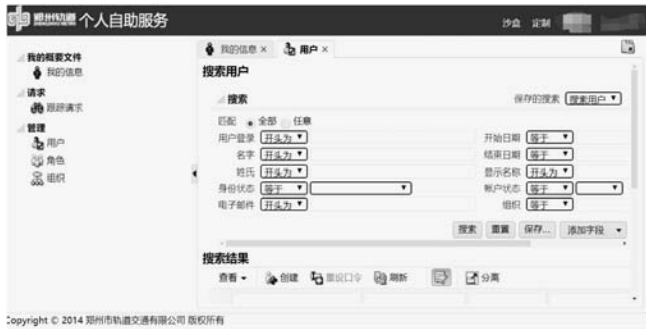 郑州轨道 个人自助服务
沙盒 定制
我的概要文件
我的信息
请求
跟踪请求
管理
用户
角色
组织
我的信息 ×
用户 ×
搜索用户
搜索
保存的搜索 搜索用户
匹配 全部 任意
用户登录 开头为
开始日期 等于
名字 开头为
结束日期 等于
姓氏 开头为
显示名称 开头为
身份状态 等于
帐户状态 等于
电子邮件 开头为
组织 等于
搜索 重置 保存... 添加字段
搜索结果
查看 创建 重设口令 刷新 分离
Copyright © 2014 郑州市轨道交通有限公司 版权所有